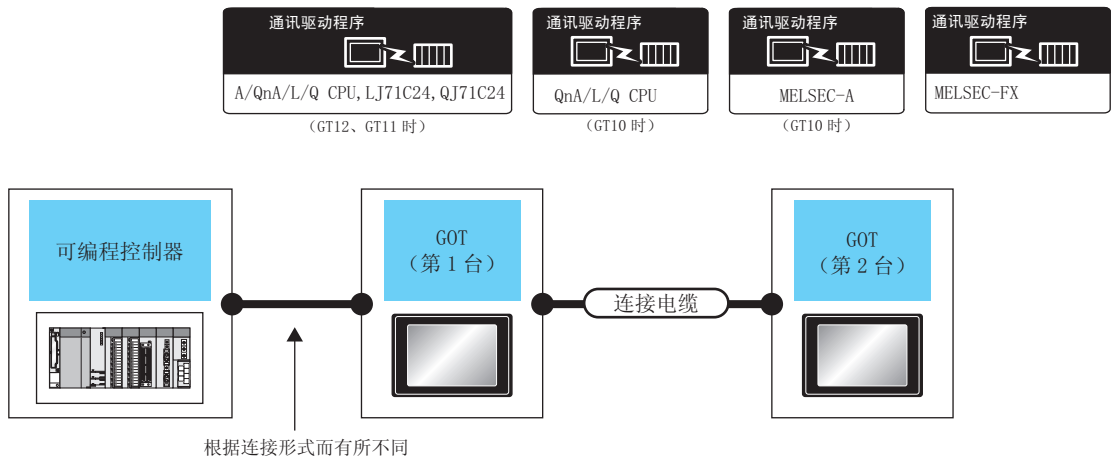 通讯驱动程序
A/QnA/L/Q CPU,LJ71C24,QJ71C24
(GT12、GT11 时)
通讯驱动程序
QnA/L/Q CPU
(GT10 时)
通讯驱动程序
MELSEC-A
(GT10 时)
通讯驱动程序
MELSEC-FX
可编程控制器
GOT
(第 1 台)
连接电缆
GOT
(第 2 台)
根据连接形式而有所不同